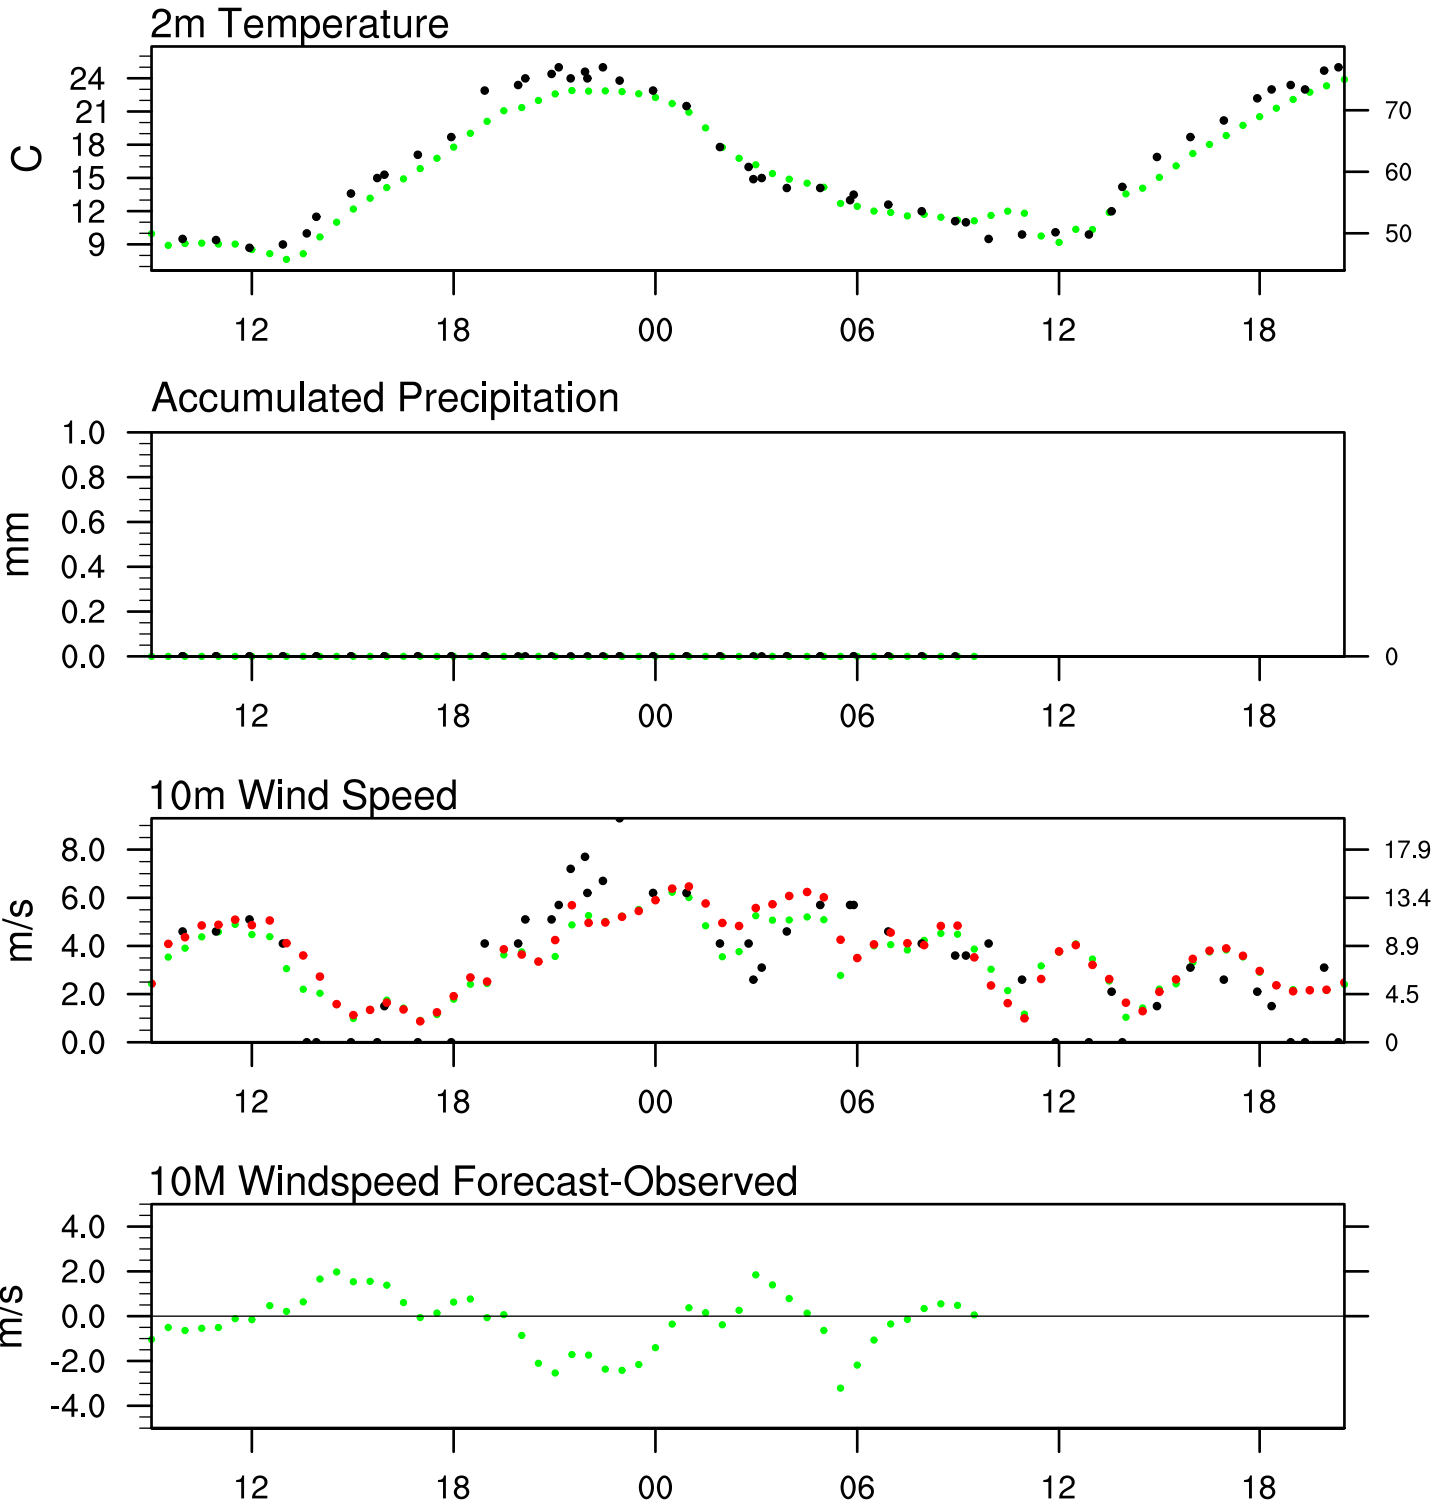 2m Temperature
24
21
18
15
12
9
C
70
60
50
12 18 00 06 12 18
Accumulated Precipitation
1.0
0.8
0.6
0.4
0.2
0.0
mm
0
12 18 00 06 12 18
10m Wind Speed
8.0
6.0
4.0
2.0
0.0
m/s
17.9
13.4
8.9
4.5
0
12 18 00 06 12 18
10M Windspeed Forecast-Observed
4.0
2.0
0.0
-2.0
-4.0
m/s
12 18 00 06 12 18